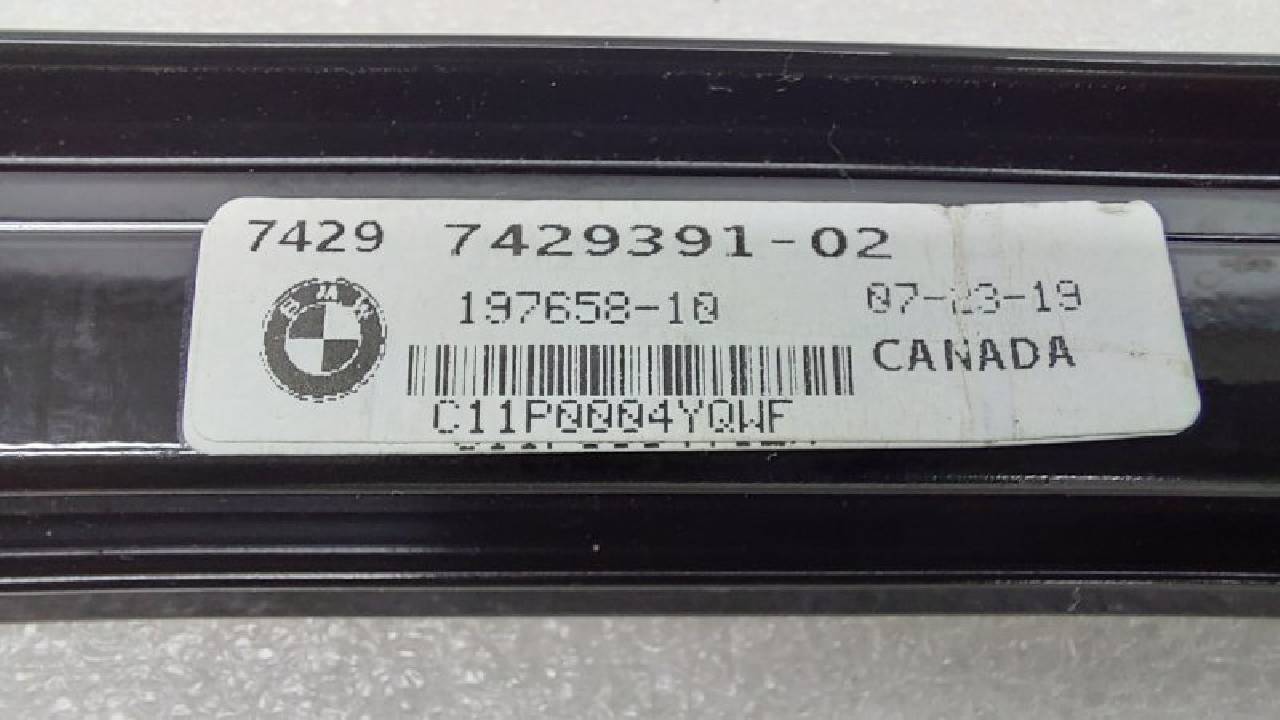 7429 7429391-02
BMW
197658-10 07-23-19
CANADA
C11P0004YQWF